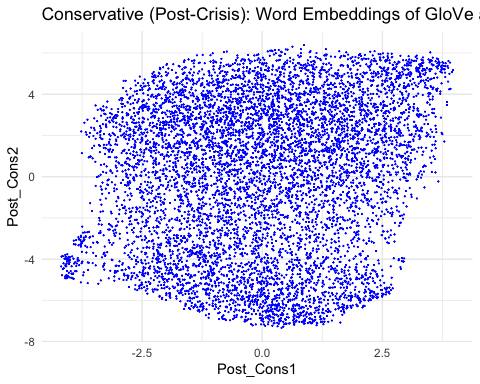 Conservative (Post-Crisis): Word Embeddings of GloVe
4
0
-4
-8
Post_Cons2
-2.5 0.0 2.5
Post_Cons1